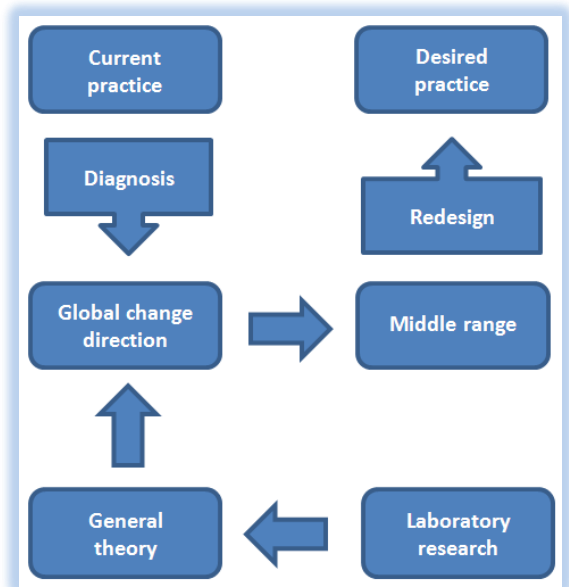 Current
practice
Desired
practice
Diagnosis
Redesign
Global change
direction
Middle range
General
theory
Laboratory
research